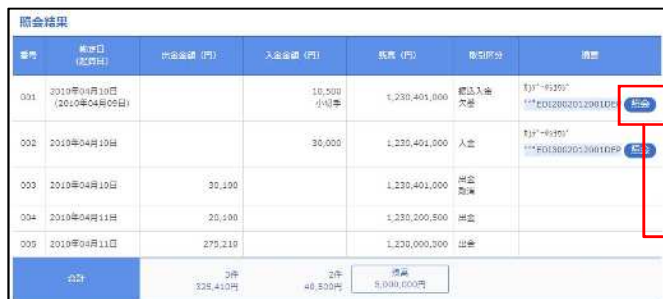 照会結果
番号 勘定日 出金金額（円） 入金金額（円） 残高（円） 取引区分 摘要
（起算日）
001 2010年04月10日 10,500 1,230,401,000 振込入金
（2010年04月09日） 小切手
***EDI2002012001DEP 照会
002 2010年04月10日 30,000 1,230,401,000 入金
***EDI3002012001DEP 照会
003 2010年04月10日 30,100 1,230,401,000 出金
取消
004 2010年04月11日 20,100 1,230,200,500 出金
005 2010年04月11日 275,210 1,230,000,300 出金
合計 3件 2件 残高
325,410円 40,500円 5,000,000円